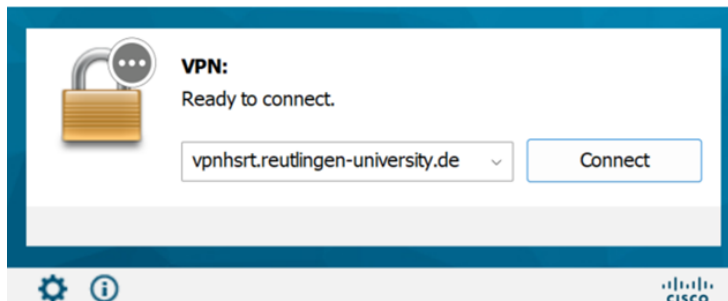 VPN:
Ready to connect.
vpnhsrt.reutlingen-university.de
Connect
CISCO